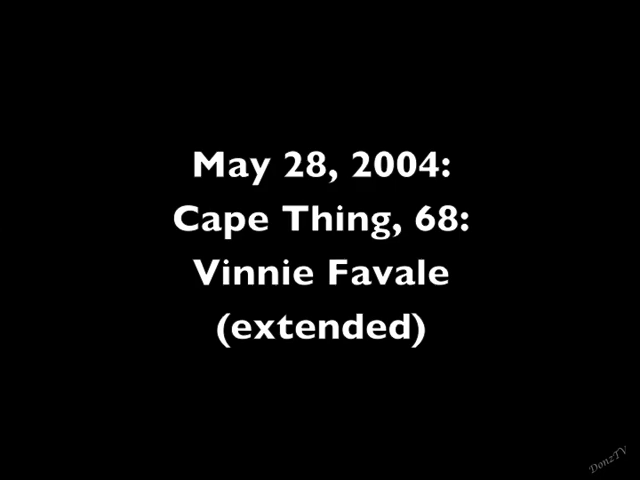 May 28, 2004:
Cape Thing, 68:
Vinnie Favale
(extended)
DonzTV